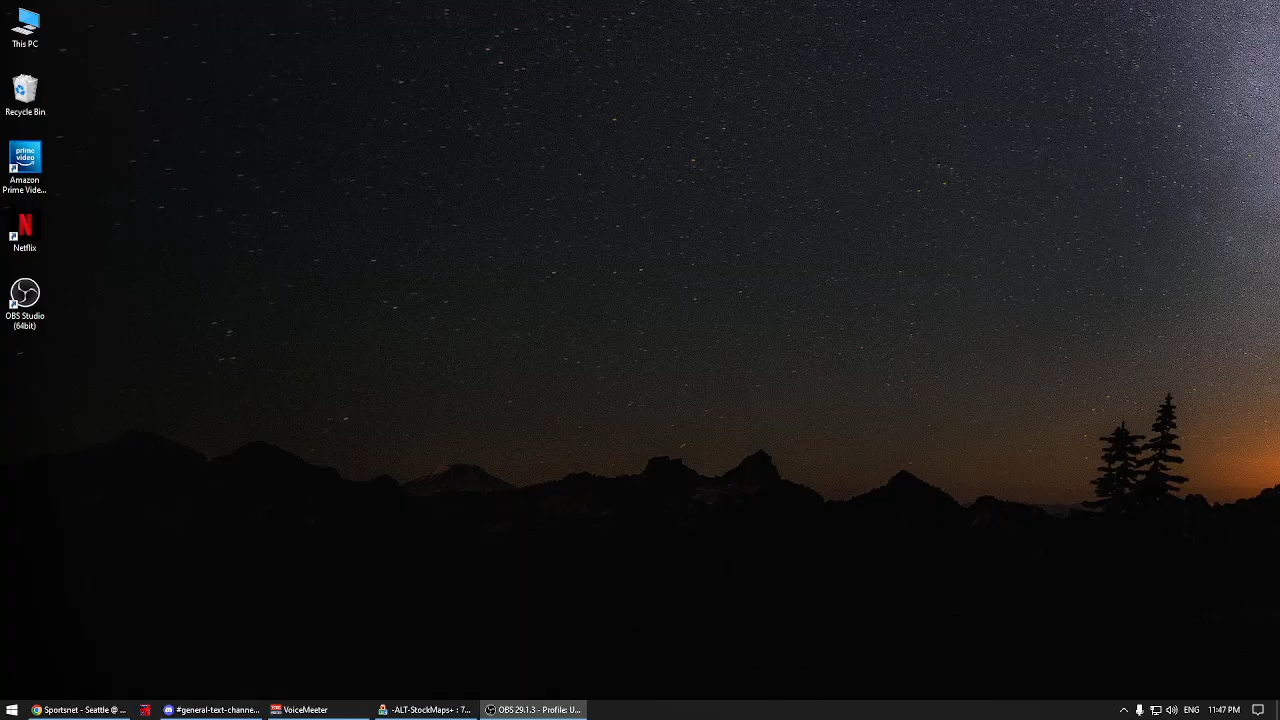 This PC
Recycle Bin
prime video
Amazon
Prime Vide...
N
Netflix
OBS Studio
(64bit)
Sportsnet - Seattle @ ...
#general-text-channe...
VoiceMeeter
-ALT-StockMaps+ : 7...
OBS 29.1.3 - Profile: U...
ENG
11:47 PM